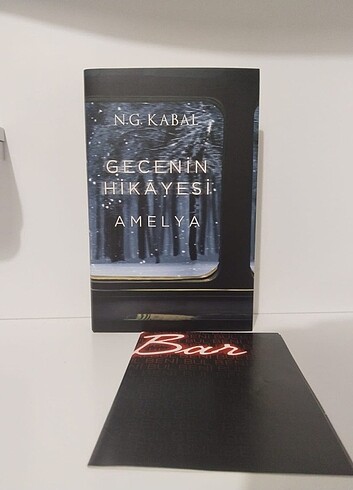 N.G. KABAL
GECENİN
HİKÂYESİ
AMELYA
Bar